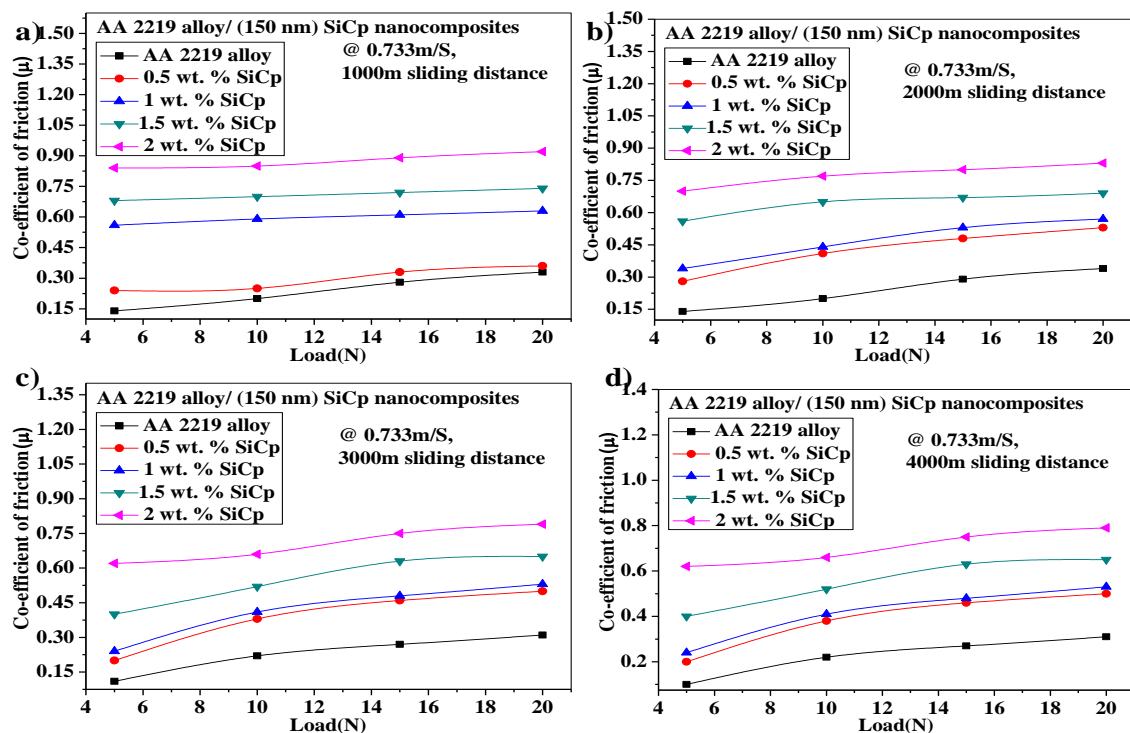 a)
AA 2219 alloy/ (150 nm) SiCp nanocomposites
@ 0.733m/S,
1000m sliding distance
AA 2219 alloy
0.5 wt. % SiCp
1 wt. % SiCp
1.5 wt. % SiCp
2 wt. % SiCp
Co-efficient of friction(μ)
1.50
1.35
1.20
1.05
0.90
0.75
0.60
0.45
0.30
0.15
4 6 8 10 12 14 16 18 20
Load(N)
b)
AA 2219 alloy/ (150 nm) SiCp nanocomposites
@ 0.733m/S,
2000m sliding distance
AA 2219 alloy
0.5 wt. % SiCp
1 wt. % SiCp
1.5 wt. % SiCp
2 wt. % SiCp
Co-efficient of friction(μ)
1.50
1.35
1.20
1.05
0.90
0.75
0.60
0.45
0.30
0.15
4 6 8 10 12 14 16 18 20
Load(N)
c)
AA 2219 alloy/ (150 nm) SiCp nanocomposites
@ 0.733m/S,
3000m sliding distance
AA 2219 alloy
0.5 wt. % SiCp
1 wt. % SiCp
1.5 wt. % SiCp
2 wt. % SiCp
Co-efficient of friction(μ)
1.35
1.20
1.05
0.90
0.75
0.60
0.45
0.30
0.15
4 6 8 10 12 14 16 18 20
Load(N)
d)
AA 2219 alloy/ (150 nm) SiCp nanocomposites
@ 0.733m/S,
4000m sliding distance
AA 2219 alloy
0.5 wt. % SiCp
1 wt. % SiCp
1.5 wt. % SiCp
2 wt. % SiCp
Co-efficient of friction(μ)
1.4
1.2
1.0
0.8
0.6
0.4
0.2
4 6 8 10 12 14 16 18 20
Load(N)